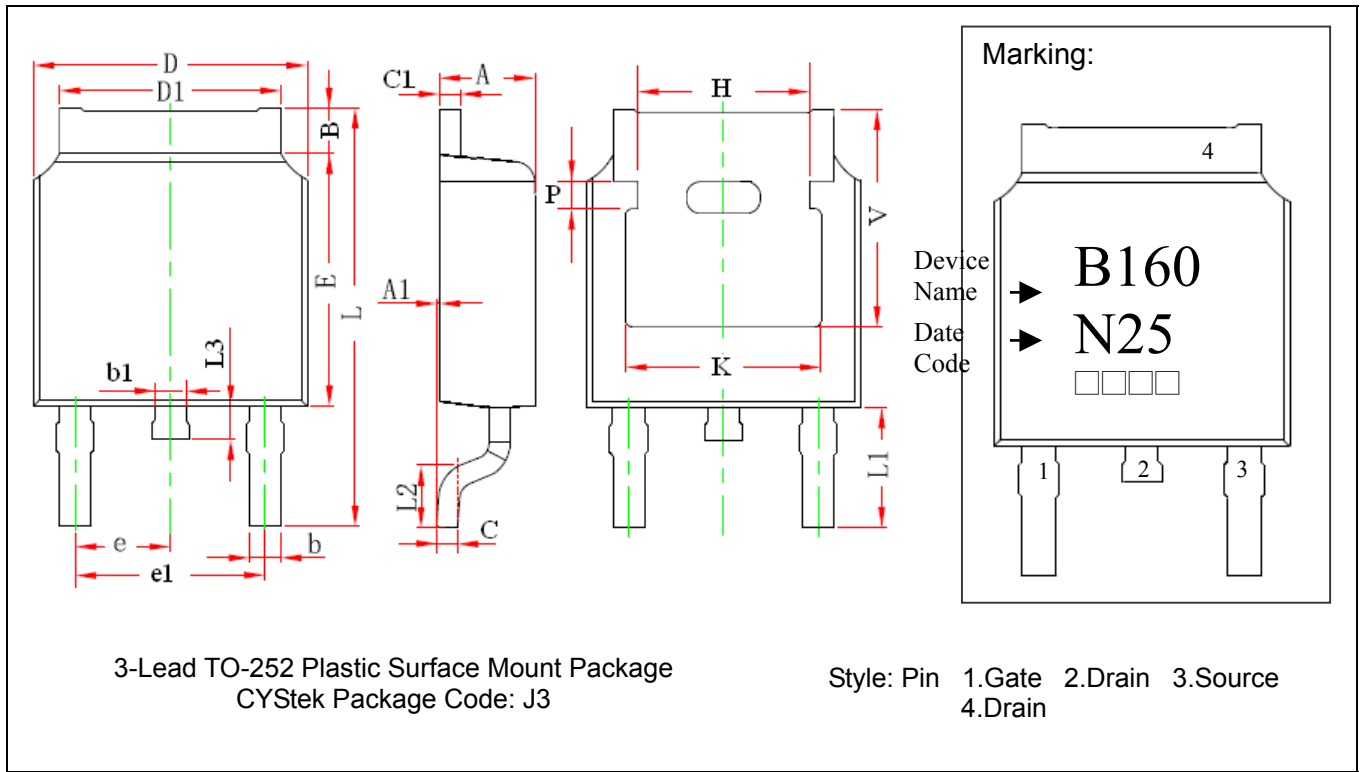 D
D1
B
E
L
L3
b1
e
e1
b
C1
A
A1
L2
C
H
P
V
K
L1
Marking:
4
Device
Name
B160
Date
Code
N25
□□□□
1
2
3
3-Lead TO-252 Plastic Surface Mount Package
CYStek Package Code: J3
Style: Pin 1.Gate 2.Drain 3.Source
4.Drain